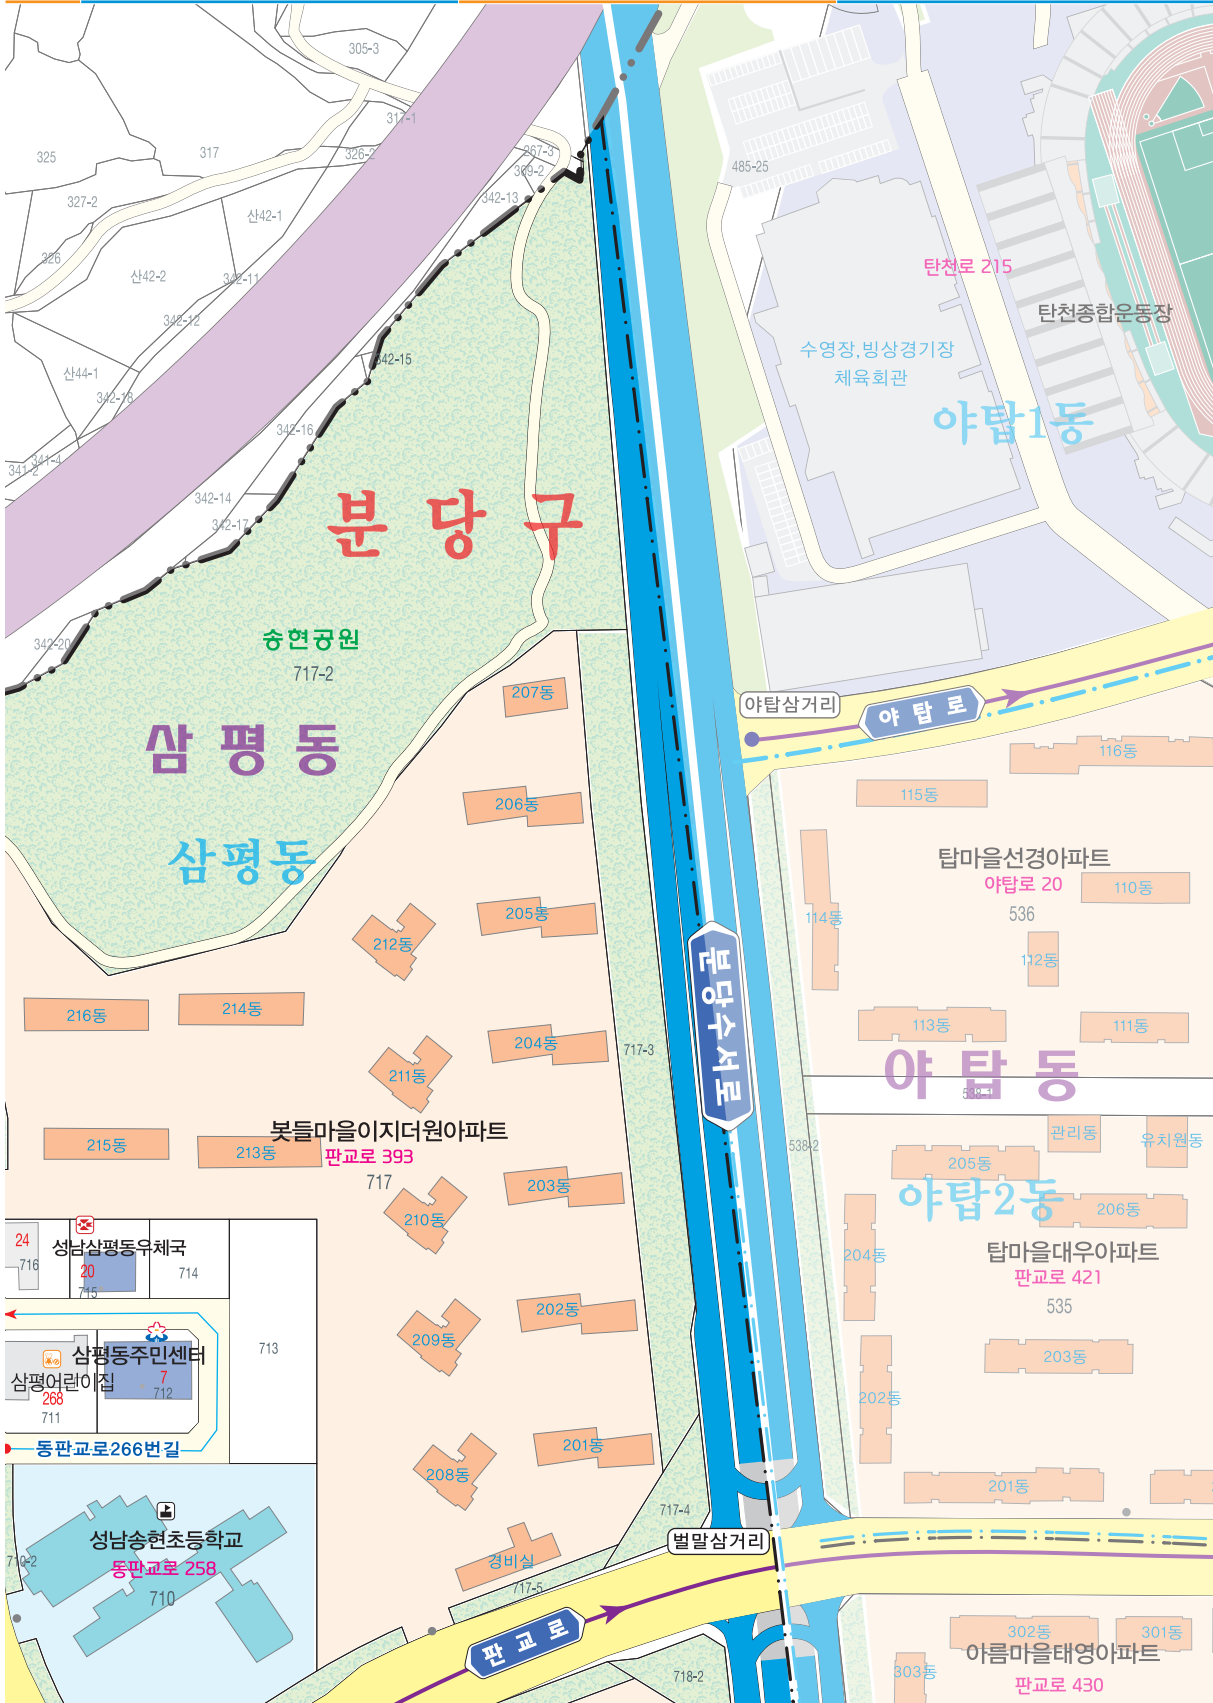 305-3
317-1
325
317
326-2
267-3
369-2
485-25
327-2
342-13
산42-1
326
산42-2
342-11
탄천로 215
탄천종합운동장
342-12
342-15
수영장,빙상경기장
체육회관
산44-1
342-18
야탑1동
342-16
341-2
341-4
342-14
342-17
분당구
342-20
송현공원
717-2
207동
야탑삼거리
야탑로
삼평동
116동
206동
115동
삼평동
탑마을선경아파트
야탑로 20
110동
536
205동
114동
212동
112동
분당수서로
216동
214동
113동
111동
204동
717-3
211동
야탑동
538-1
봇들마을이지더원아파트
215동
213동
판교로 393
717
관리동
유치원동
538-2
205동
203동
야탑2동
206동
210동
24
성남삼평동우체국
716
20
715
714
204동
탑마을대우아파트
판교로 421
535
202동
209동
713
203동
삼평동주민센터
삼평어린이집
7
712
268
711
202동
동판교로266번길
201동
208동
201동
717-4
성남송현초등학교
동판교로 258
710
710-2
벌말삼거리
경비실
717-5
판교로
302동
301동
아름마을태영아파트
303동
718-2
판교로 430